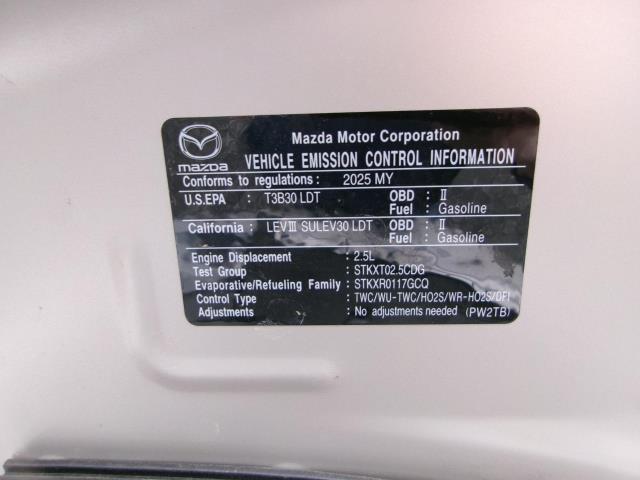 Mazda Motor Corporation
mazda VEHICLE EMISSION CONTROL INFORMATION
Conforms to regulations : 2025 MY
U.S.EPA : T3B30 LDT OBD : II
Fuel : Gasoline
California : LEVIII SULEV30 LDT OBD : II
Fuel : Gasoline
Engine Displacement : 2.5L
Test Group : STKXT02.5CDG
Evaporative/Refueling Family : STKXR0117GCQ
Control Type : TWC/WU-TWC/HO2S/WR-HO2S/DFI
Adjustments : No adjustments needed (PW2TB)